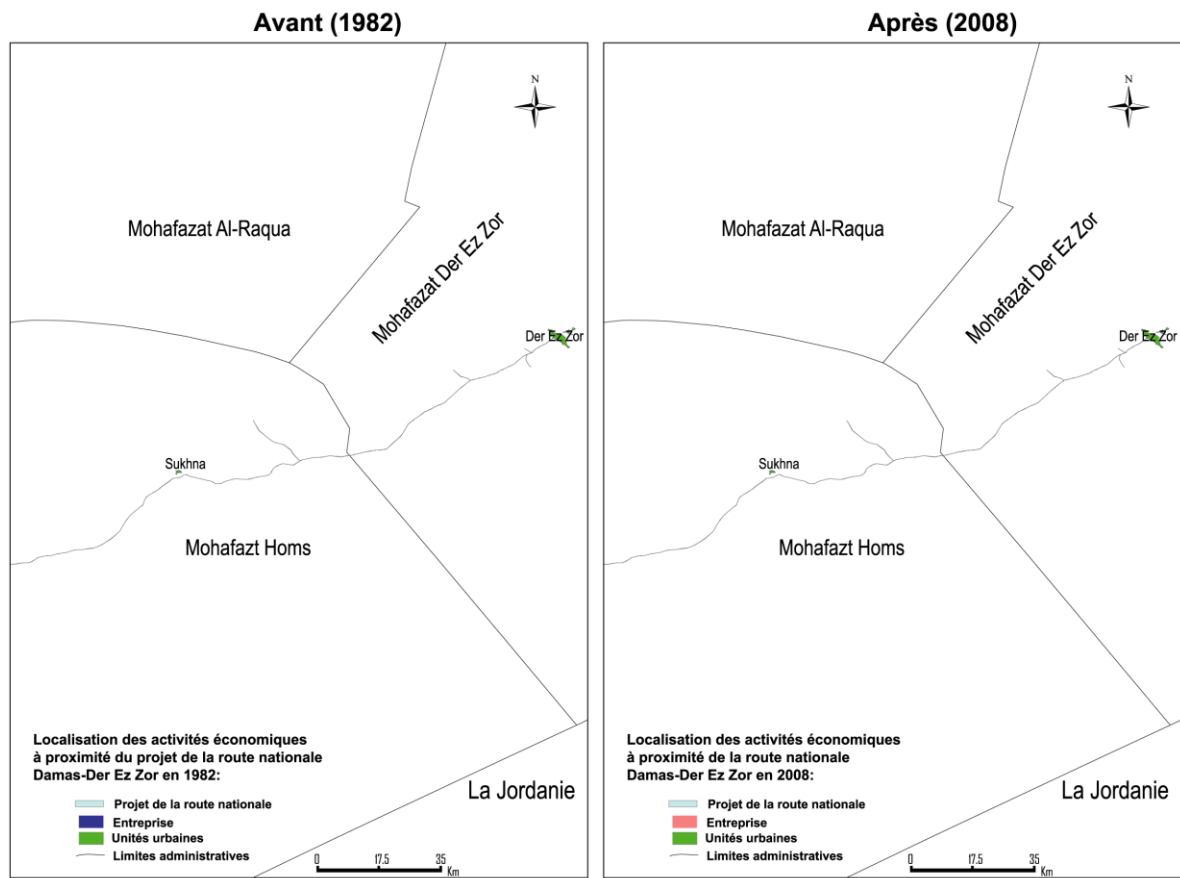 Avant (1982)
N
Mohafazat Al-Raqua
Mohafazat Der Ez Zor
Der Ez Zor
Sukhna
Mohafazt Homs
Localisation des activités économiques
à proximité du projet de la route nationale
Damas-Der Ez Zor en 1982:
La Jordanie
Projet de la route nationale
Entreprise
Unités urbaines
Limites administratives
0 17.5 35
Km
Après (2008)
N
Mohafazat Al-Raqua
Mohafazat Der Ez Zor
Der Ez Zor
Sukhna
Mohafazt Homs
Localisation des activités économiques
à proximité de la route nationale
Damas-Der Ez Zor en 2008:
La Jordanie
Projet de la route nationale
Entreprise
Unités urbaines
Limites administratives
0 17.5 35
Km